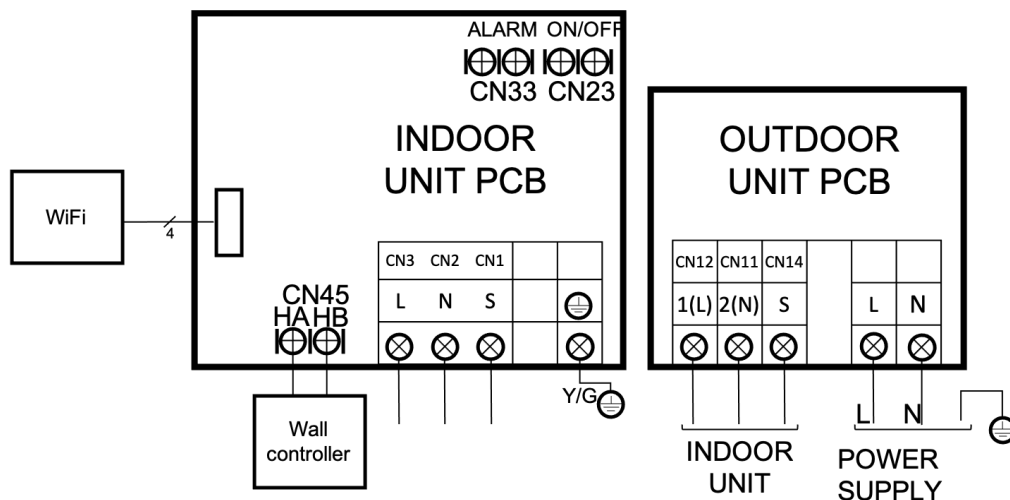 ALARM ON/OFF
CN33 CN23
INDOOR
UNIT PCB
OUTDOOR
UNIT PCB
WiFi
4
CN3 CN2 CN1
L N S
CN12 CN11 CN14
1(L) 2(N) S L N
CN45
HA HB
Y/G
Wall
controller
L N
INDOOR
UNIT
POWER
SUPPLY